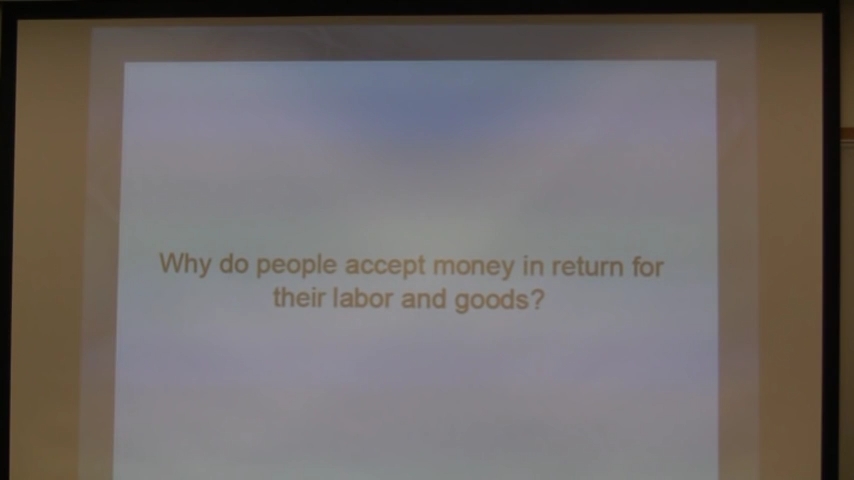 Why do people accept money in return for
their labor and goods?